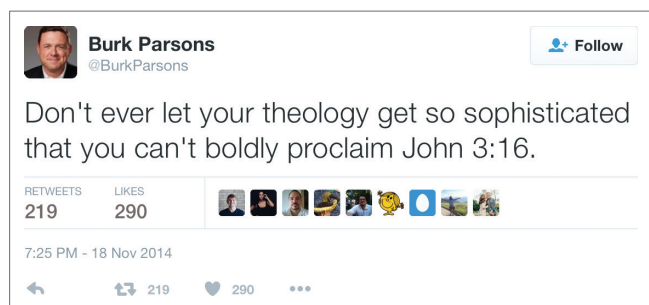 Burk Parsons
@BurkParsons
Follow
Don't ever let your theology get so sophisticated
that you can't boldly proclaim John 3:16.
RETWEETS LIKES
219 290
7:25 PM - 18 Nov 2014
219 290